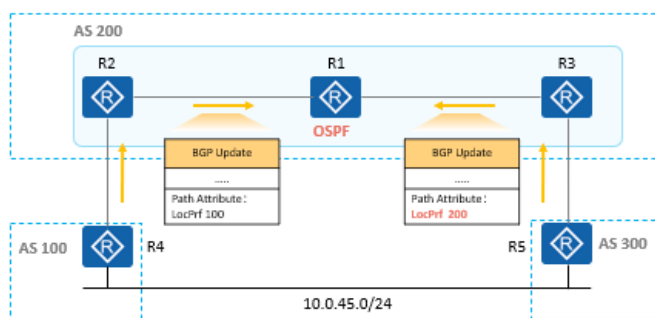 AS 200
R2
R1
R3
OSPF
BGP Update
.....
Path Attribute:
LocPrf 100
BGP Update
.....
Path Attribute:
LocPrf 200
AS 100
R4
R5
AS 300
10.0.45.0/24